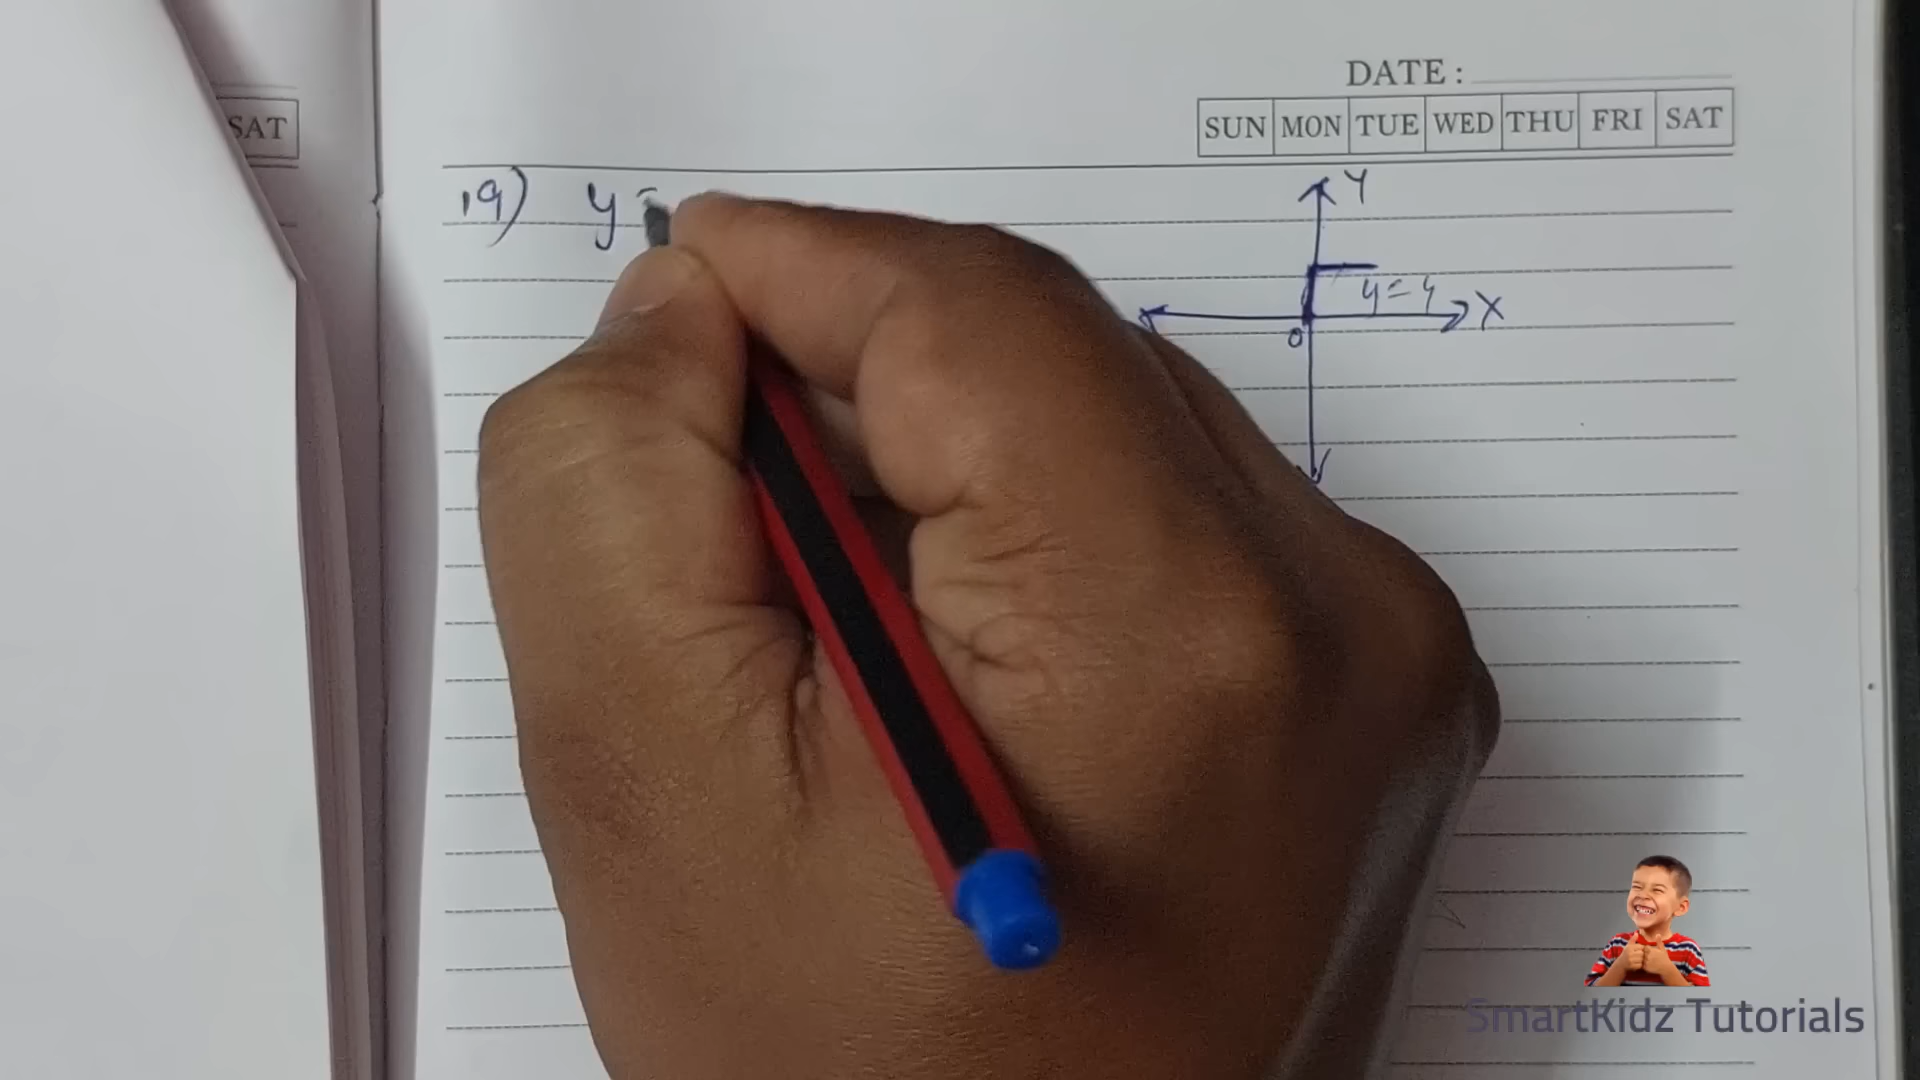 DATE :
SAT
SUN MON TUE WED THU FRI SAT
19) y=
Y
y = 4
X
0
SmartKidz Tutorials